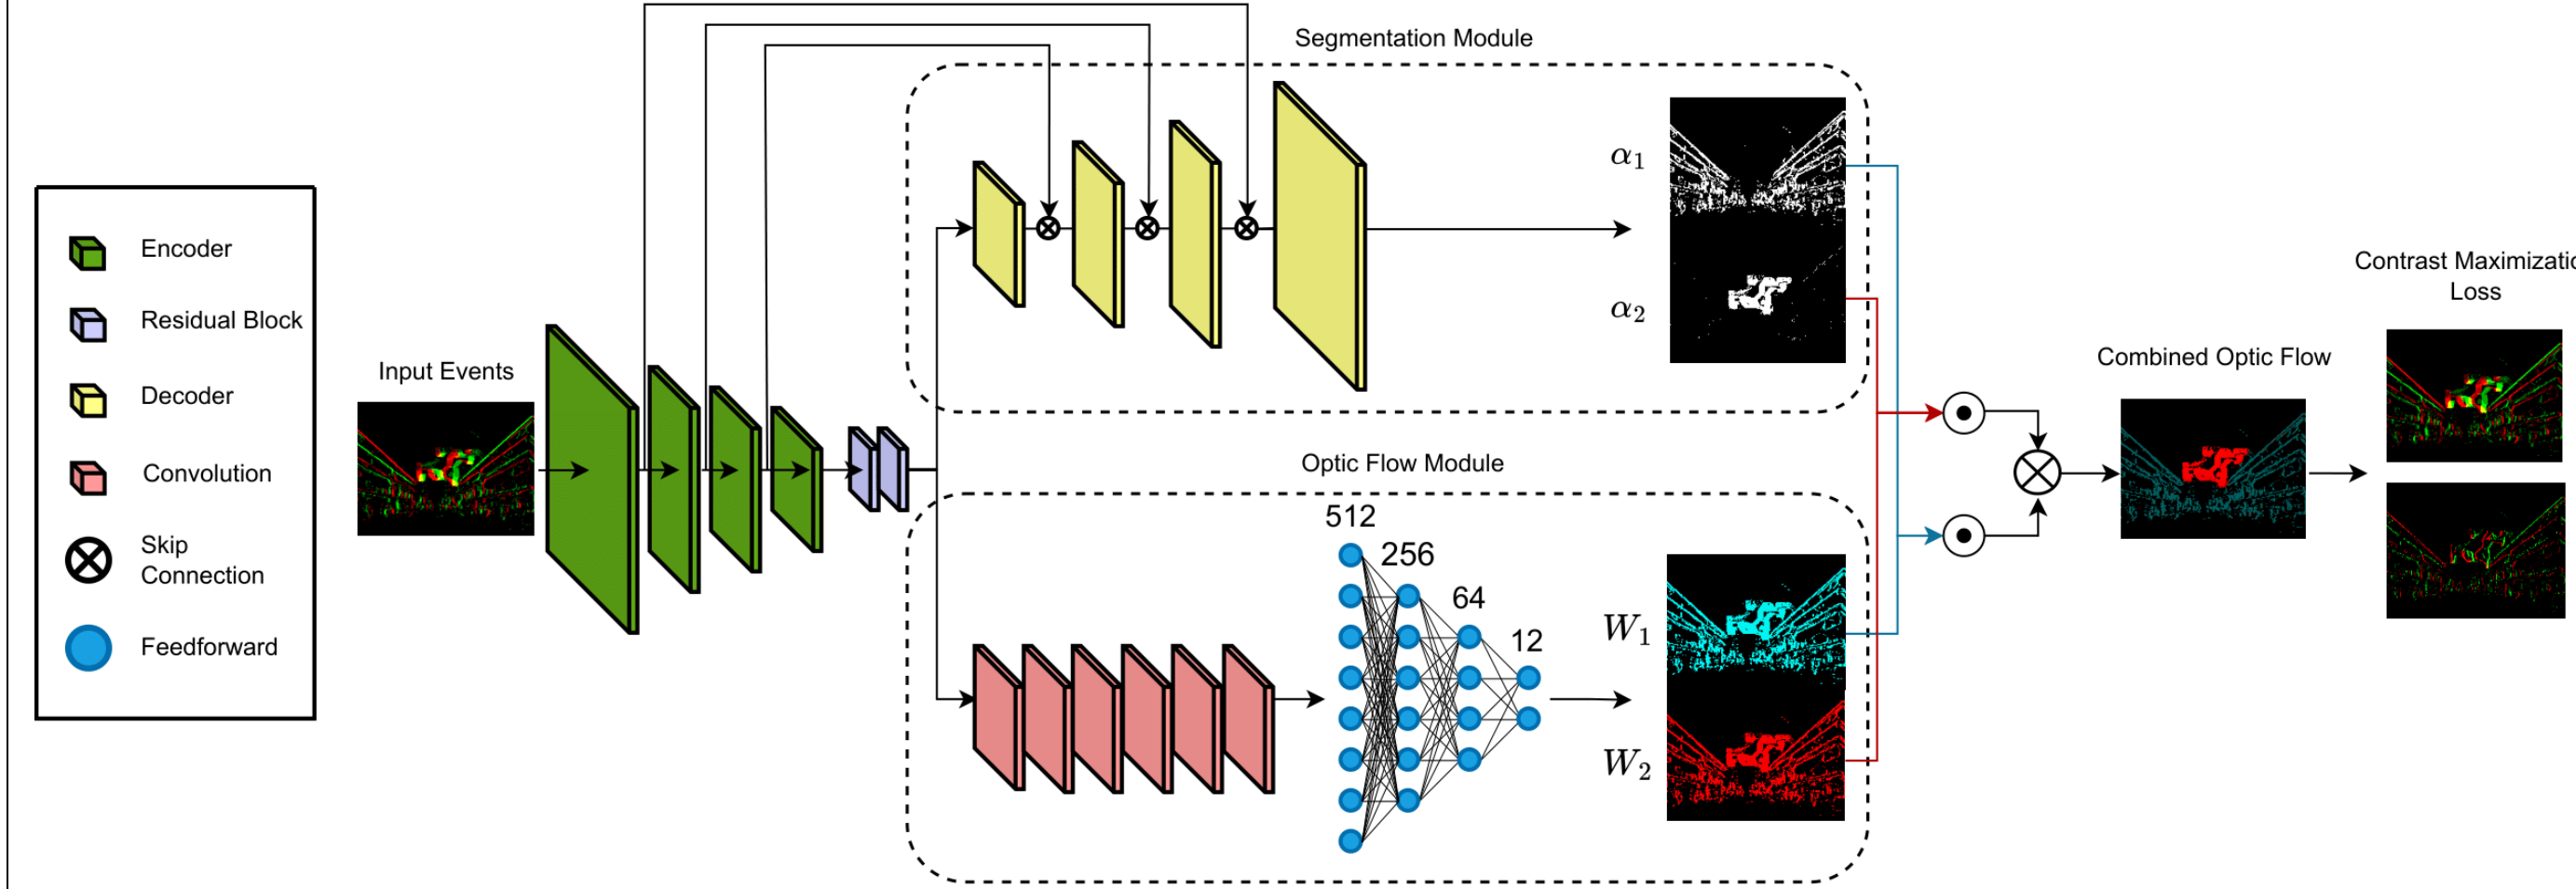 Segmentation Module
α1
α2
Encoder
Residual Block
Decoder
Convolution
Skip
Connection
Feedforward
Input Events
Optic Flow Module
512
256
64
12
W1
W2
Combined Optic Flow
Contrast Maximizatio
Loss